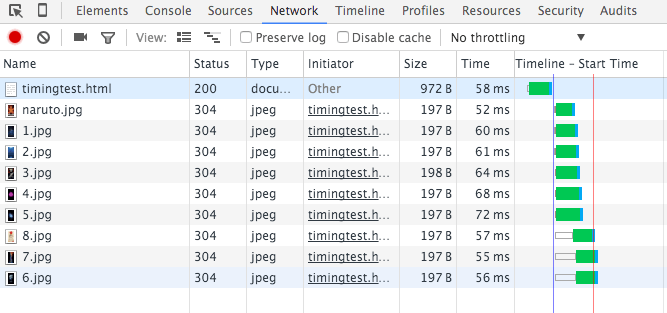 Elements Console Sources Network Timeline Profiles Resources Security Audits
View: Preserve log Disable cache No throttling
Name Status Type Initiator Size Time Timeline – Start Time
timingtest.html 200 docu... Other 972 B 58 ms
naruto.jpg 304 jpeg timingtest.h... 197 B 52 ms
1.jpg 304 jpeg timingtest.h... 197 B 60 ms
2.jpg 304 jpeg timingtest.h... 197 B 61 ms
3.jpg 304 jpeg timingtest.h... 198 B 64 ms
4.jpg 304 jpeg timingtest.h... 197 B 68 ms
5.jpg 304 jpeg timingtest.h... 197 B 72 ms
8.jpg 304 jpeg timingtest.h... 197 B 57 ms
7.jpg 304 jpeg timingtest.h... 197 B 55 ms
6.jpg 304 jpeg timingtest.h... 197 B 56 ms